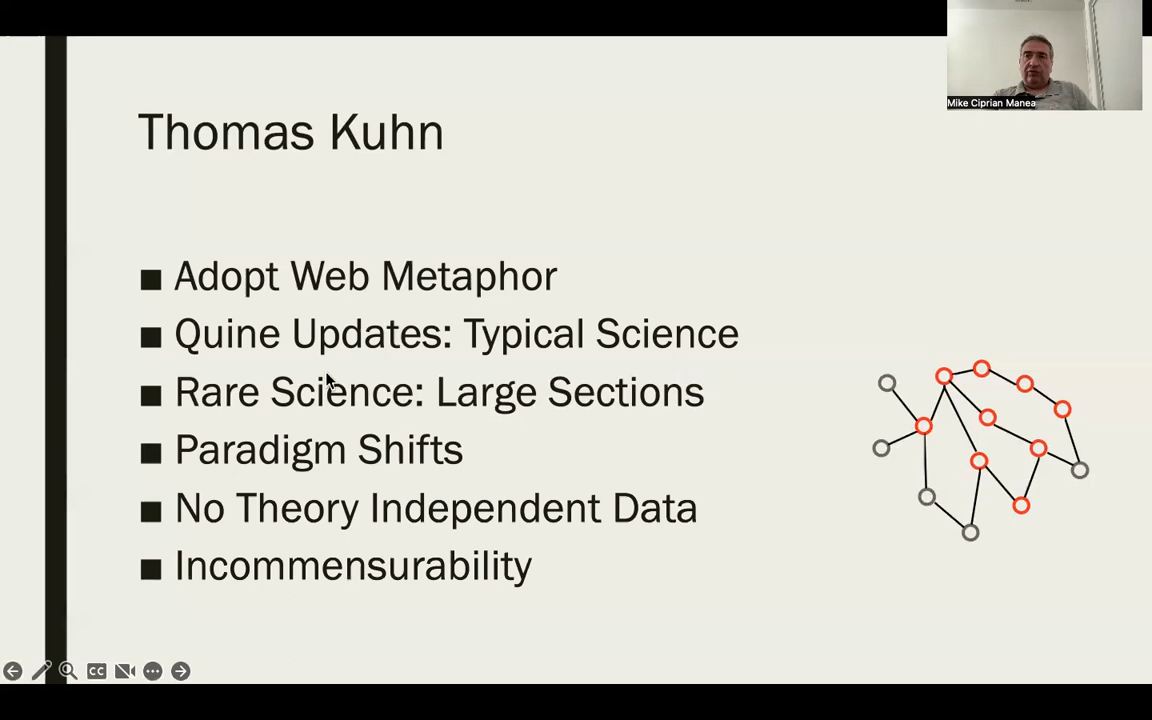 Mike Ciprian Manea
Thomas Kuhn
Adopt Web Metaphor
Quine Updates: Typical Science
Rare Science: Large Sections
Paradigm Shifts
No Theory Independent Data
Incommensurability
CC